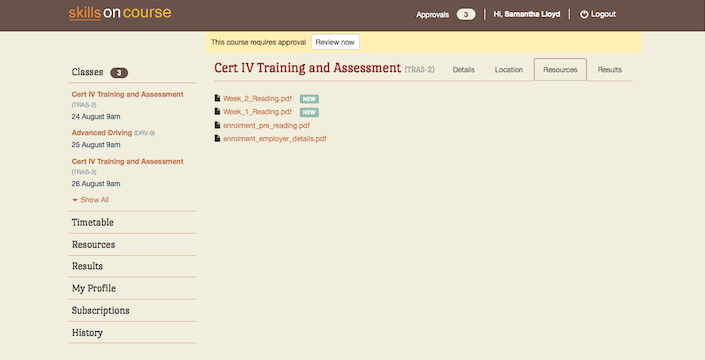 skillsoncourse
Approvals 3 Hi, Samantha Lloyd Logout
This course requires approval Review now
Classes 3
Cert IV Training and Assessment
(TRAS-2)
24 August 9am
Advanced Driving (DRV-9)
25 August 9am
Cert IV Training and Assessment
(TRAS-3)
26 August 9am
Show All
Timetable
Resources
Results
My Profile
Subscriptions
History
Cert IV Training and Assessment (TRAS-2) Details Location Resources Results
Week_2_Reading.pdf NEW
Week_1_Reading.pdf NEW
enrolment_pre_reading.pdf
enrolment_employer_details.pdf